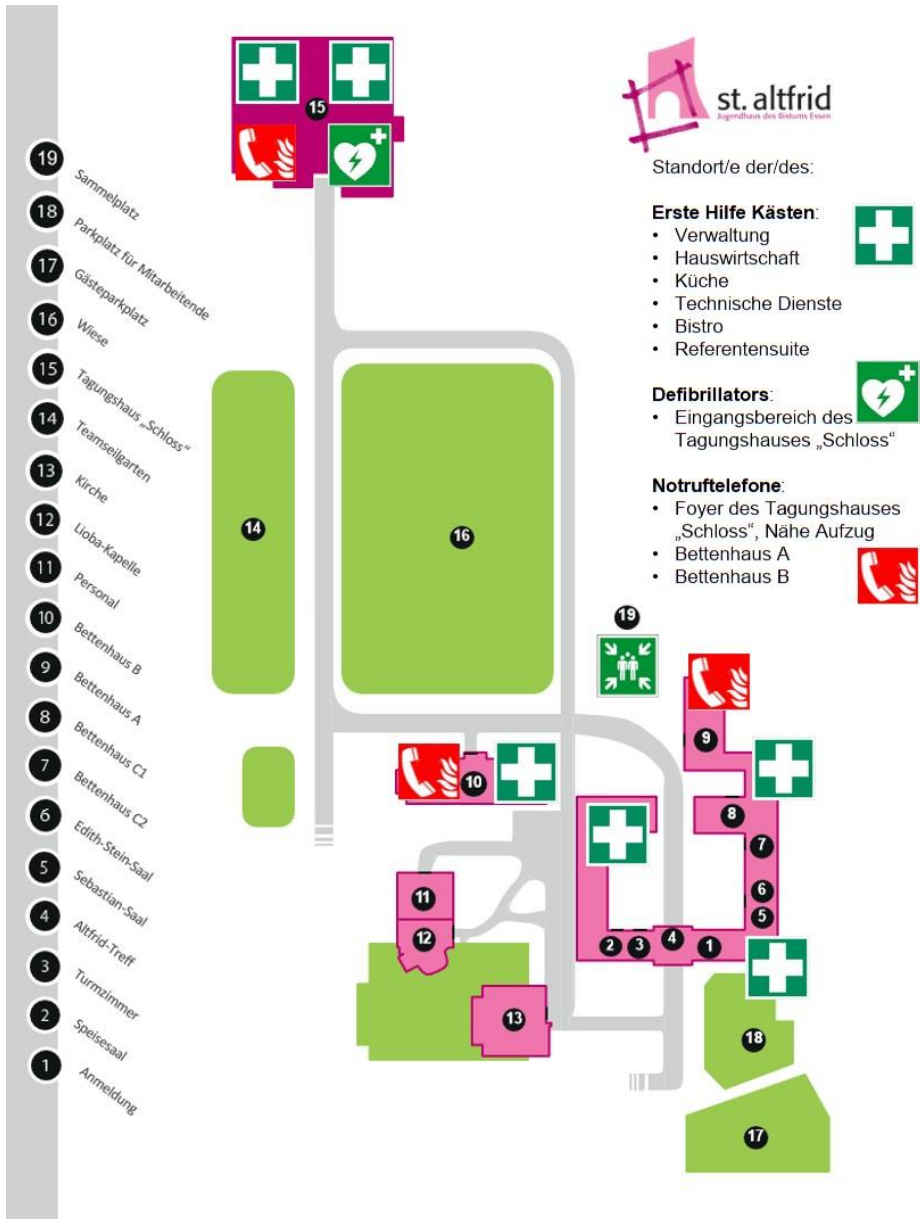 st. altfrid
Jugendhaus des Bistums Essen
Standort/e der/des:
Erste Hilfe Kästen:
• Verwaltung
• Hauswirtschaft
• Küche
• Technische Dienste
• Bistro
• Referentensuite
Defibrillators:
• Eingangsbereich des
Tagungshauses „Schloss“
Notruftelefone:
• Foyer des Tagungshauses
„Schloss“, Nähe Aufzug
• Bettenhaus A
• Bettenhaus B
19 Sammelplatz
18 Parkplatz für Mitarbeitende
17 Gästeparkplatz
16 Wiese
15 Tagungshaus „Schloss“
14 Teamseilgarten
13 Kirche
12 Lioba-Kapelle
11 Personal
10 Bettenhaus B
9 Bettenhaus A
8 Bettenhaus C1
7 Bettenhaus C2
6 Edith-Stein-Saal
5 Sebastian-Saal
4 Altfrid-Treff
3 Turmzimmer
2 Speisesaal
1 Anmeldung
15
14
16
19
9
10
8
7
11
6
5
12
2
3
4
1
13
18
17